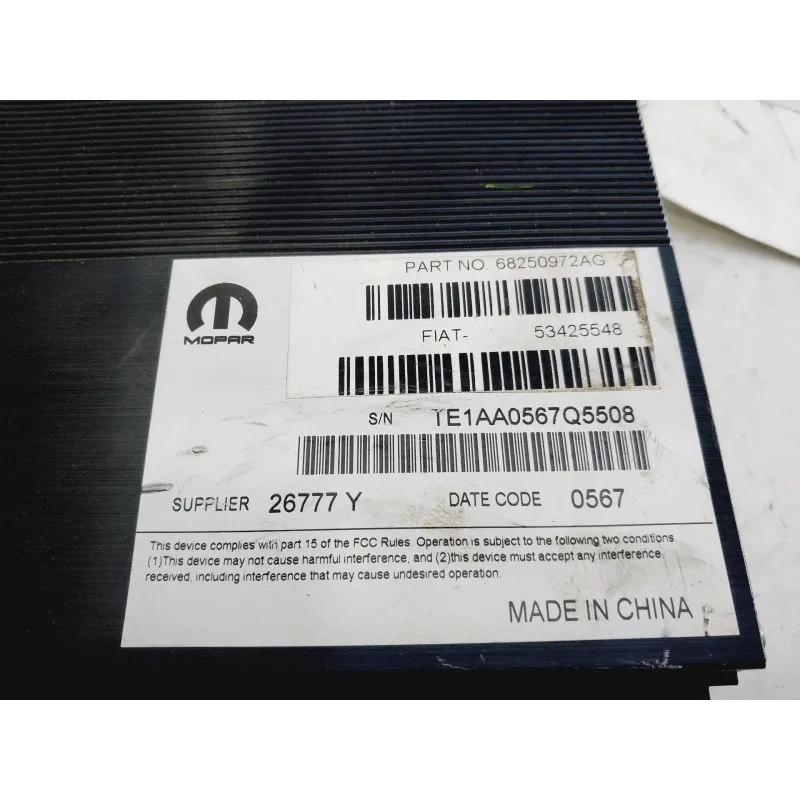 PART NO. 68250972AG
MOPAR
FIAT- 53425548
S/N TE1AA0567Q5508
SUPPLIER 26777 Y DATE CODE 0567
This device complies with part 15 of the FCC Rules. Operation is subject to the following two conditions
(1)This device may not cause harmful interference, and (2)this device must accept any interference,
received, including interference that may cause undesired operation.
MADE IN CHINA